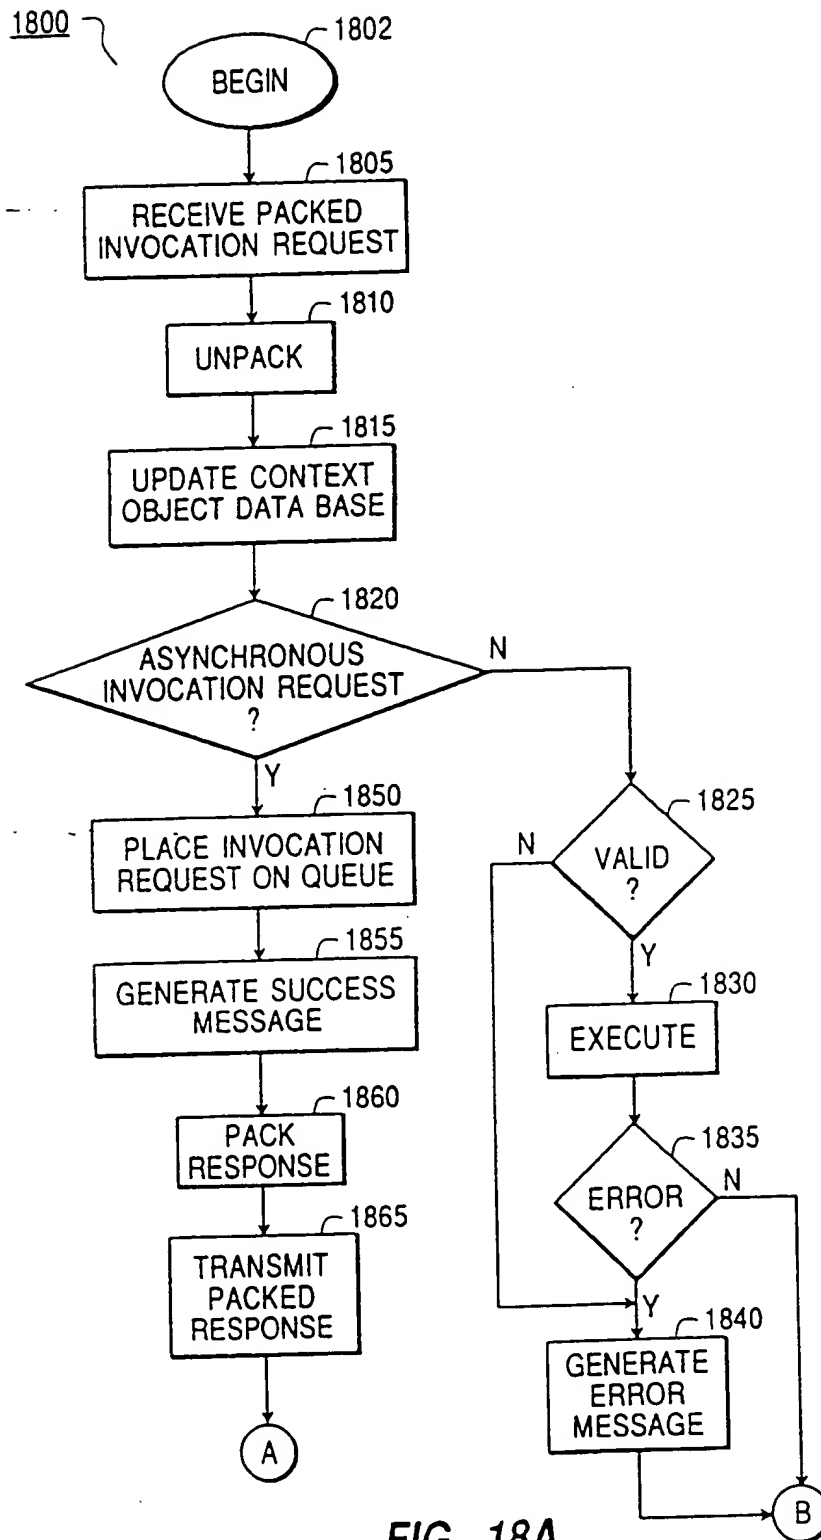 1800
1802
BEGIN
1805
RECEIVE PACKED
INVOCATION REQUEST
1810
UNPACK
1815
UPDATE CONTEXT
OBJECT DATA BASE
1820
ASYNCHRONOUS
INVOCATION REQUEST
?
N
Y
1850
PLACE INVOCATION
REQUEST ON QUEUE
1855
GENERATE SUCCESS
MESSAGE
1860
PACK
RESPONSE
1865
TRANSMIT
PACKED
RESPONSE
A
1825
VALID
?
N
Y
1830
EXECUTE
1835
ERROR
?
N
Y
1840
GENERATE
ERROR
MESSAGE
B
FIG. 18A